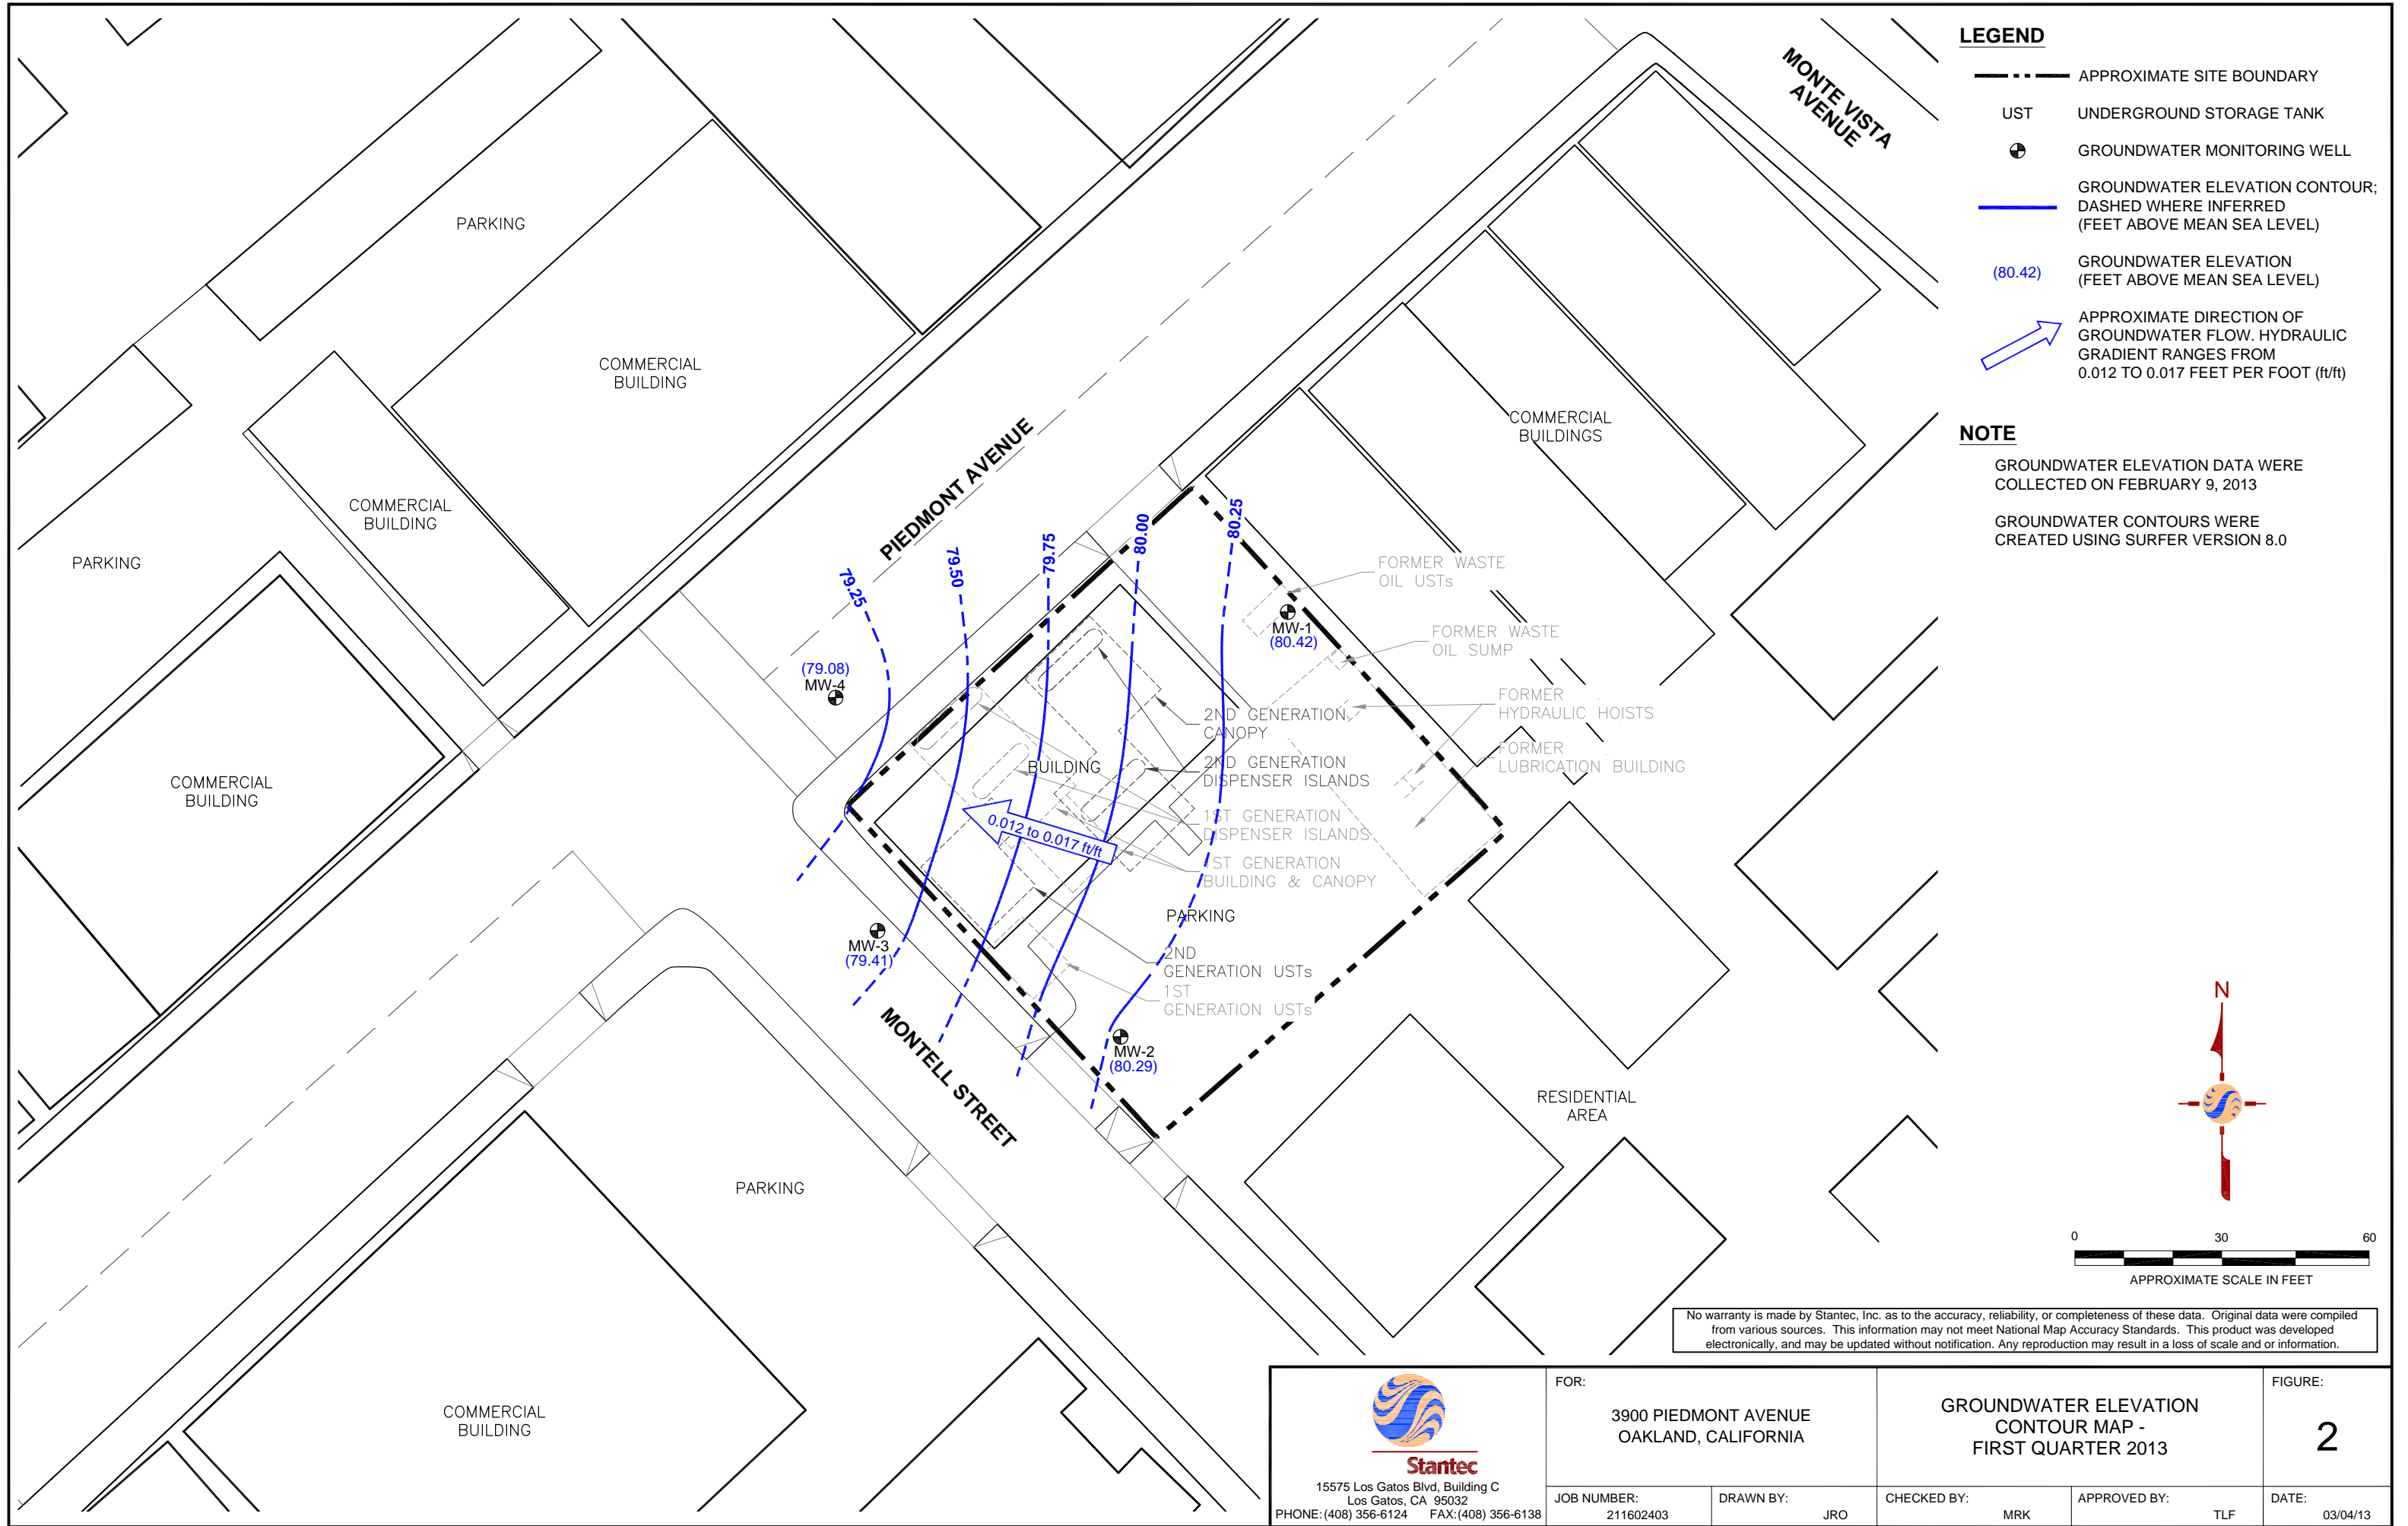 MONTE VISTA
AVENUE
PARKING
COMMERCIAL
BUILDING
COMMERCIAL
BUILDING
PARKING
COMMERCIAL
BUILDING
PIEDMONT AVENUE
COMMERCIAL
BUILDINGS
79.25
79.50
79.75
80.00
80.25
FORMER WASTE
OIL USTs
MW-1
(80.42)
FORMER WASTE
OIL SUMP
(79.08)
MW-4
FORMER
HYDRAULIC HOISTS
2ND GENERATION
CANOPY
FORMER
LUBRICATION BUILDING
BUILDING
2ND GENERATION
DISPENSER ISLANDS
0.012 to 0.017 ft/ft
1ST GENERATION
DISPENSER ISLANDS
1ST GENERATION
BUILDING & CANOPY
PARKING
MW-3
(79.41)
2ND
GENERATION USTs
1ST
GENERATION USTs
MW-2
(80.29)
MONTELL STREET
RESIDENTIAL
AREA
PARKING
COMMERCIAL
BUILDING
LEGEND
APPROXIMATE SITE BOUNDARY
UST UNDERGROUND STORAGE TANK
GROUNDWATER MONITORING WELL
GROUNDWATER ELEVATION CONTOUR;
DASHED WHERE INFERRED
(FEET ABOVE MEAN SEA LEVEL)
(80.42) GROUNDWATER ELEVATION
(FEET ABOVE MEAN SEA LEVEL)
APPROXIMATE DIRECTION OF
GROUNDWATER FLOW. HYDRAULIC
GRADIENT RANGES FROM
0.012 TO 0.017 FEET PER FOOT (ft/ft)
NOTE
GROUNDWATER ELEVATION DATA WERE
COLLECTED ON FEBRUARY 9, 2013
GROUNDWATER CONTOURS WERE
CREATED USING SURFER VERSION 8.0
N
0 30 60
APPROXIMATE SCALE IN FEET
No warranty is made by Stantec, Inc. as to the accuracy, reliability, or completeness of these data. Original data were compiled
from various sources. This information may not meet National Map Accuracy Standards. This product was developed
electronically, and may be updated without notification. Any reproduction may result in a loss of scale and or information.
Stantec
15575 Los Gatos Blvd, Building C
Los Gatos, CA 95032
PHONE: (408) 356-6124 FAX: (408) 356-6138
FOR:
3900 PIEDMONT AVENUE
OAKLAND, CALIFORNIA
GROUNDWATER ELEVATION
CONTOUR MAP -
FIRST QUARTER 2013
FIGURE:
2
JOB NUMBER:
211602403
DRAWN BY:
JRO
CHECKED BY:
MRK
APPROVED BY:
TLF
DATE:
03/04/13